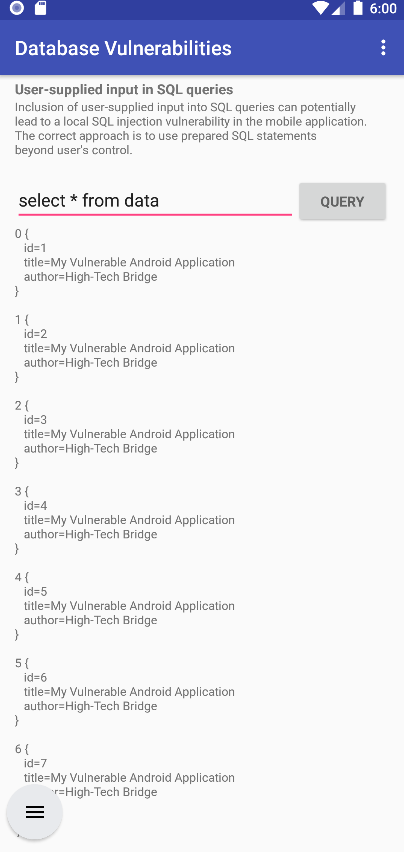 6:00
Database Vulnerabilities
User-supplied input in SQL queries
Inclusion of user-supplied input into SQL queries can potentially
lead to a local SQL injection vulnerability in the mobile application.
The correct approach is to use prepared SQL statements
beyond user's control.
select * from data
QUERY
0 {
id=1
title=My Vulnerable Android Application
author=High-Tech Bridge
}
1 {
id=2
title=My Vulnerable Android Application
author=High-Tech Bridge
}
2 {
id=3
title=My Vulnerable Android Application
author=High-Tech Bridge
}
3 {
id=4
title=My Vulnerable Android Application
author=High-Tech Bridge
}
4 {
id=5
title=My Vulnerable Android Application
author=High-Tech Bridge
}
5 {
id=6
title=My Vulnerable Android Application
author=High-Tech Bridge
}
6 {
id=7
title=My Vulnerable Android Application
r=High-Tech Bridge